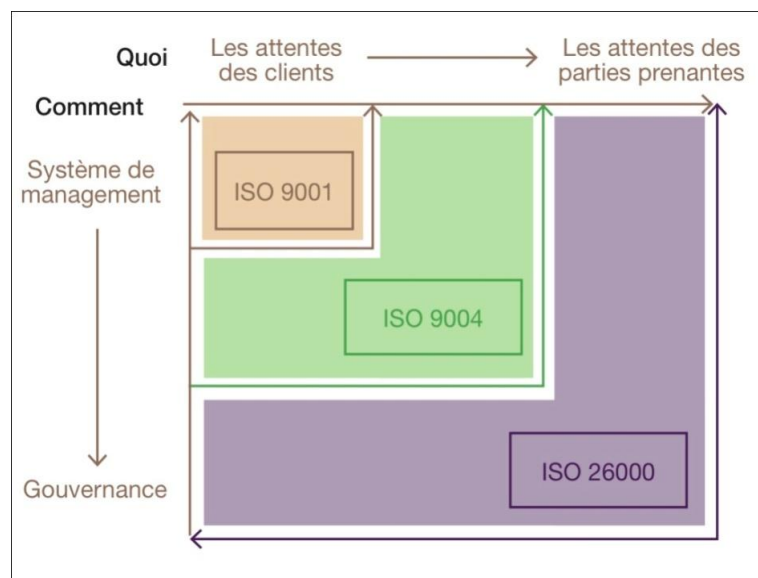 Quoi
Les attentes
des clients
Les attentes des
parties prenantes
Comment
Système de
management
ISO 9001
ISO 9004
ISO 26000
Gouvernance